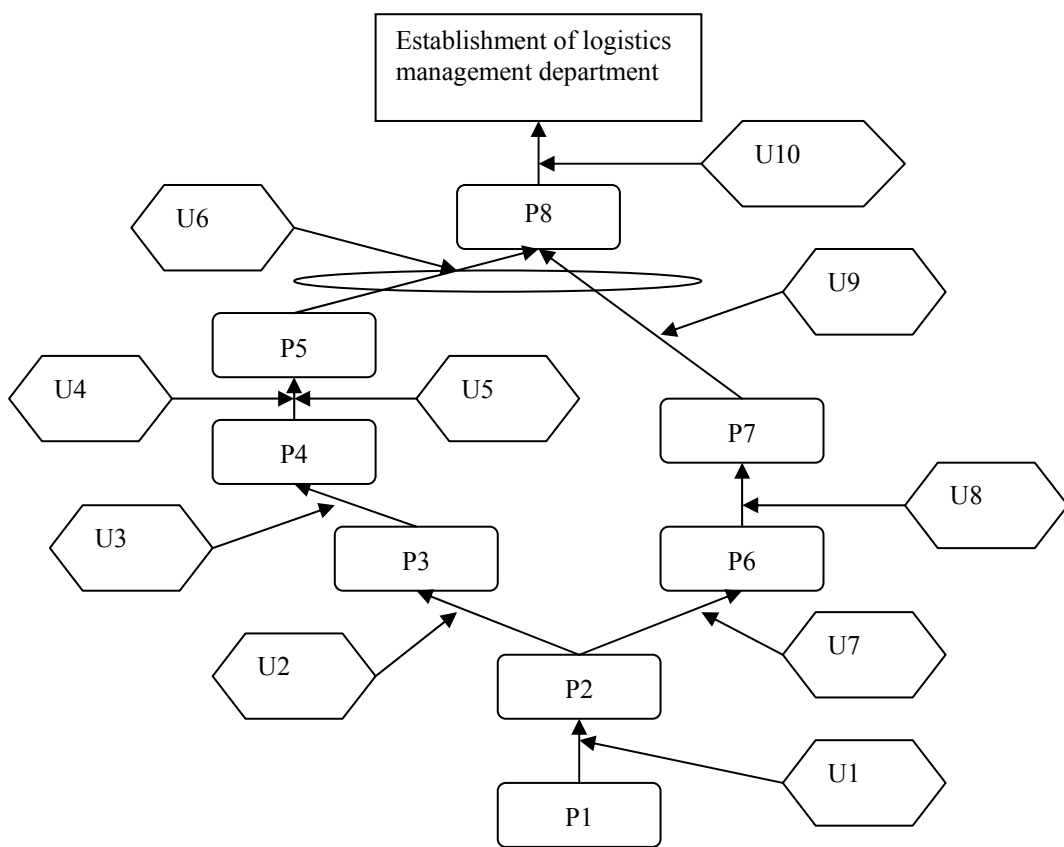 Establishment of logistics
management department
U10
P8
U6
U9
P5
U4
U5
P7
P4
U8
U3
P3
P6
U2
U7
P2
U1
P1